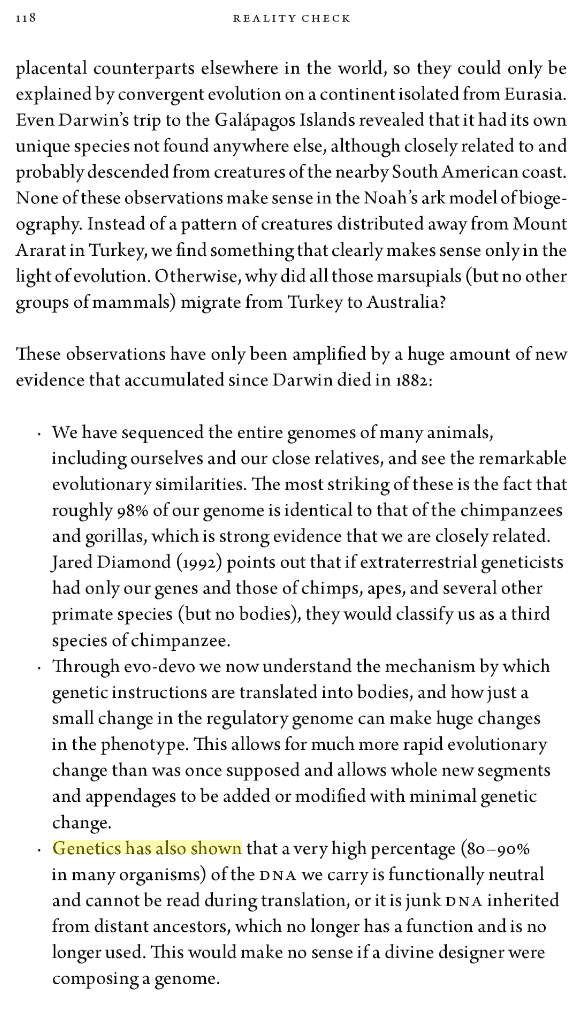 118 REALITY CHECK
placental counterparts elsewhere in the world, so they could only be
explained by convergent evolution on a continent isolated from Eurasia.
Even Darwin's trip to the Galápagos Islands revealed that it had its own
unique species not found anywhere else, although closely related to and
probably descended from creatures of the nearby South American coast.
None of these observations make sense in the Noah's ark model of bioge-
ography. Instead of a pattern of creatures distributed away from Mount
Ararat in Turkey, we find something that clearly makes sense only in the
light of evolution. Otherwise, why did all those marsupials (but no other
groups of mammals) migrate from Turkey to Australia?
These observations have only been amplified by a huge amount of new
evidence that accumulated since Darwin died in 1882:
· We have sequenced the entire genomes of many animals,
including ourselves and our close relatives, and see the remarkable
evolutionary similarities. The most striking of these is the fact that
roughly 98% of our genome is identical to that of the chimpanzees
and gorillas, which is strong evidence that we are closely related.
Jared Diamond (1992) points out that if extraterrestrial geneticists
had only our genes and those of chimps, apes, and several other
primate species (but no bodies), they would classify us as a third
species of chimpanzee.
· Through evo-devo we now understand the mechanism by which
genetic instructions are translated into bodies, and how just a
small change in the regulatory genome can make huge changes
in the phenotype. This allows for much more rapid evolutionary
change than was once supposed and allows whole new segments
and appendages to be added or modified with minimal genetic
change.
· Genetics has also shown that a very high percentage (80–90%
in many organisms) of the DNA we carry is functionally neutral
and cannot be read during translation, or it is junk DNA inherited
from distant ancestors, which no longer has a function and is no
longer used. This would make no sense if a divine designer were
composing a genome.